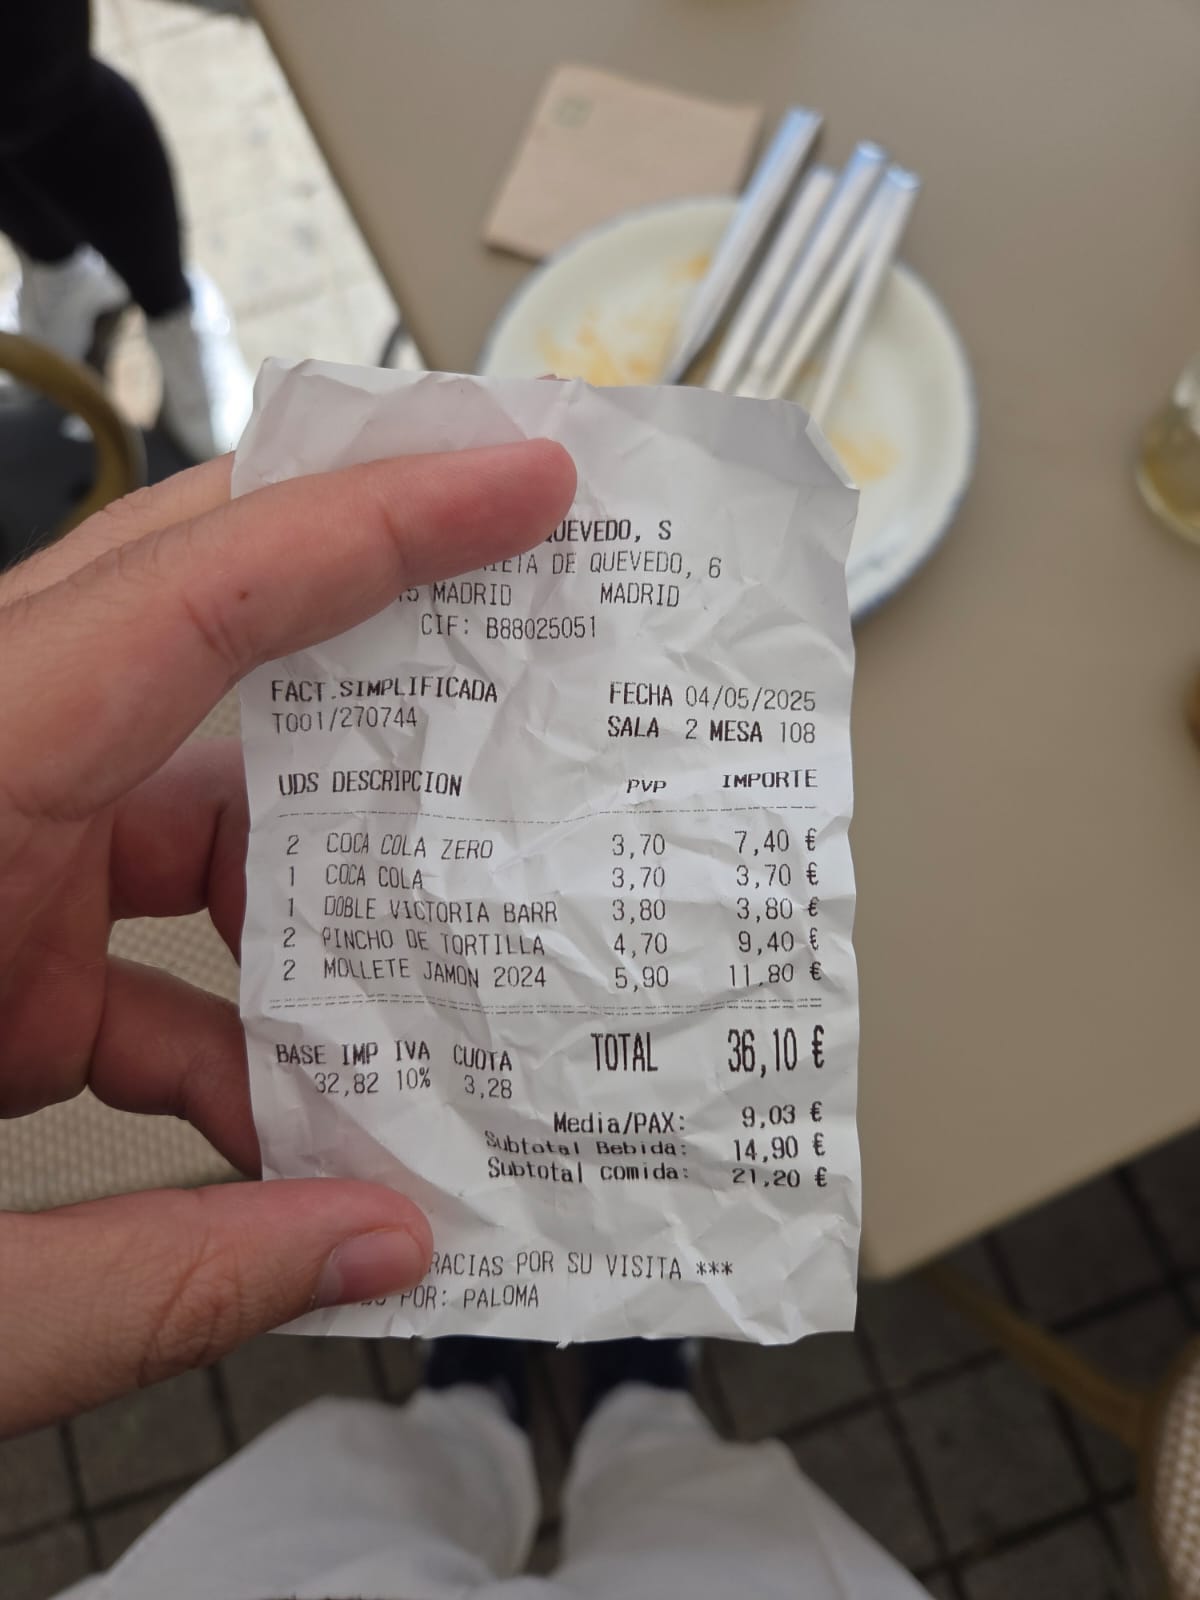 QUEVEDO, S
DE QUEVEDO, 6
MADRID MADRID
CIF: B88025051
FACT.SIMPLIFICADA FECHA 04/05/2025
T001/270744 SALA 2 MESA 108
UDS DESCRIPCION PVP IMPORTE
2 COCA COLA ZERO 3,70 7,40 €
1 COCA COLA 3,70 3,70 €
1 DOBLE VICTORIA BARR 3,80 3,80 €
2 PINCHO DE TORTILLA 4,70 9,40 €
2 MOLLETE JAMON 2024 5,90 11,80 €
BASE IMP IVA CUOTA TOTAL 36,10 €
32,82 10% 3,28
Media/PAX: 9,03 €
Subtotal Bebida: 14,90 €
Subtotal comida: 21,20 €
RACIAS POR SU VISITA ***
POR: PALOMA